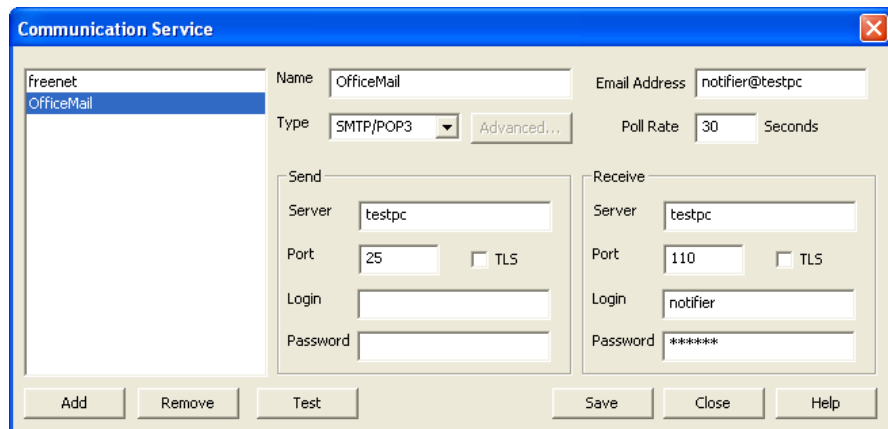 Communication Service
freenet
OfficeMail
Name OfficeMail Email Address notifier@testpc
Type SMTP/POP3 Advanced... Poll Rate 30 Seconds
Send
Server testpc
Port 25 TLS
Login
Password
Receive
Server testpc
Port 110 TLS
Login notifier
Password ******
Add Remove Test Save Close Help